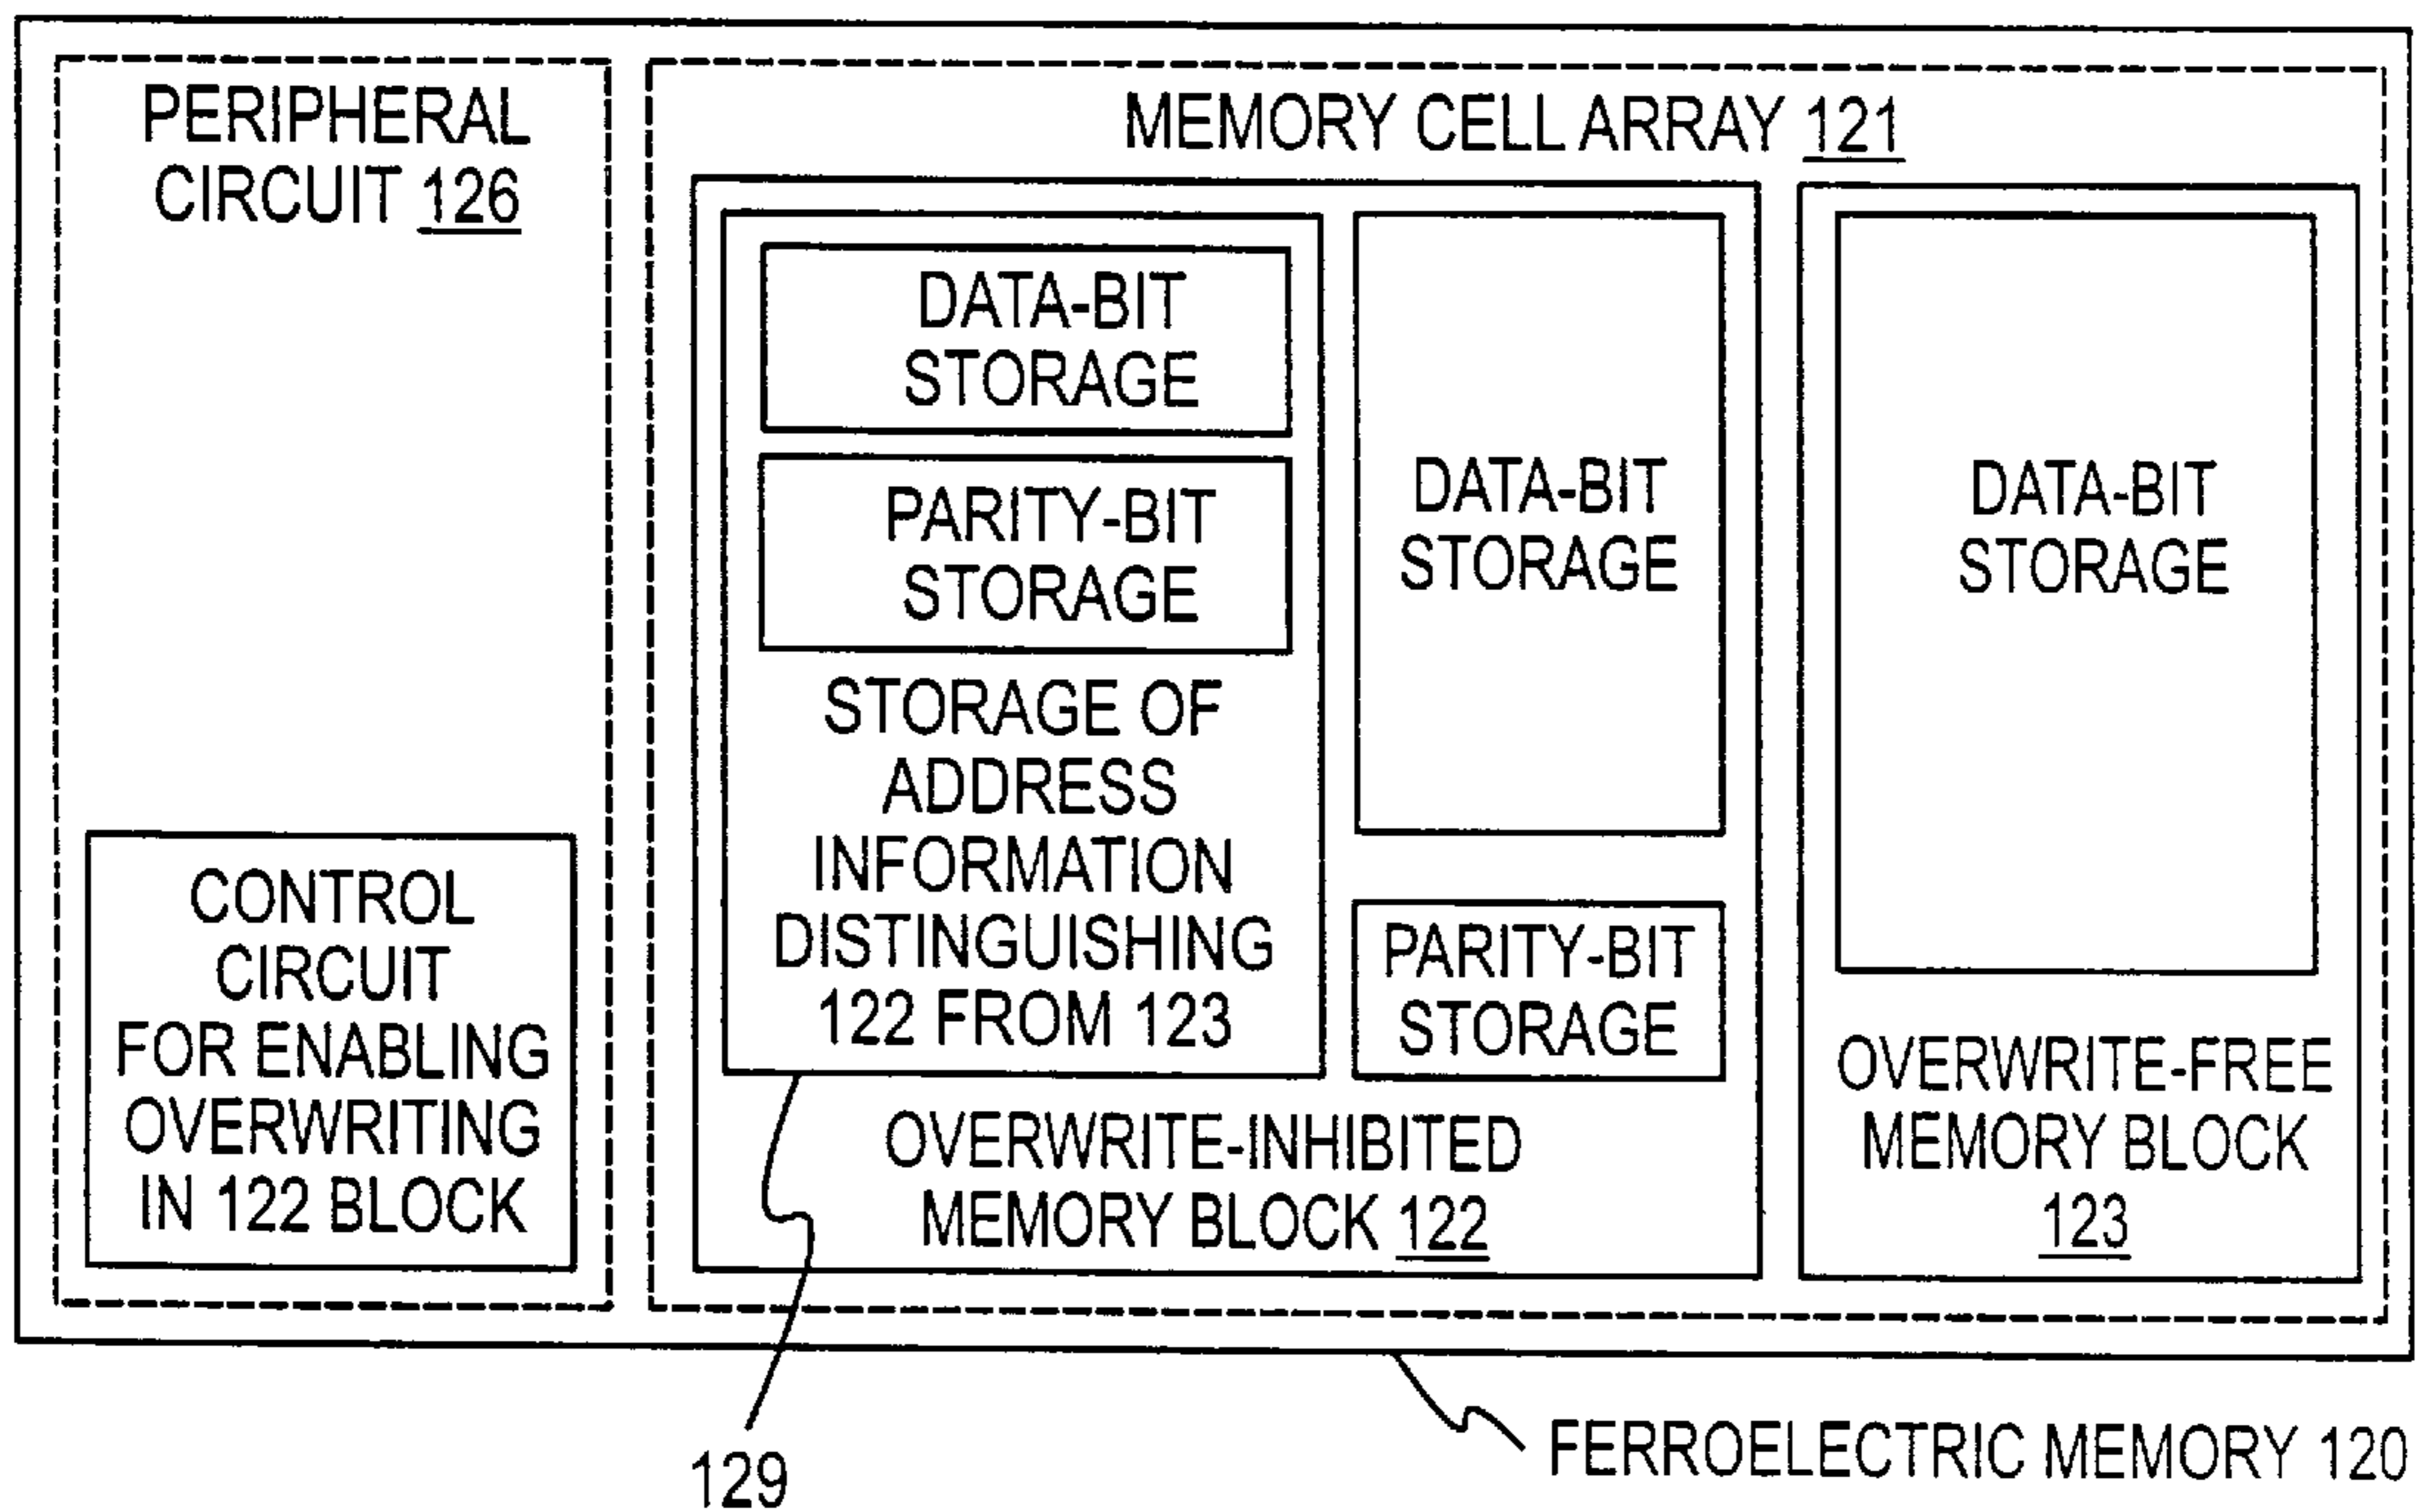 PERIPHERAL
CIRCUIT 126
CONTROL
CIRCUIT
FOR ENABLING
OVERWRITING
IN 122 BLOCK
MEMORY CELL ARRAY 121
DATA-BIT
STORAGE
PARITY-BIT
STORAGE
STORAGE OF
ADDRESS
INFORMATION
DISTINGUISHING
122 FROM 123
DATA-BIT
STORAGE
PARITY-BIT
STORAGE
OVERWRITE-INHIBITED
MEMORY BLOCK 122
DATA-BIT
STORAGE
OVERWRITE-FREE
MEMORY BLOCK
123
129
FERROELECTRIC MEMORY 120